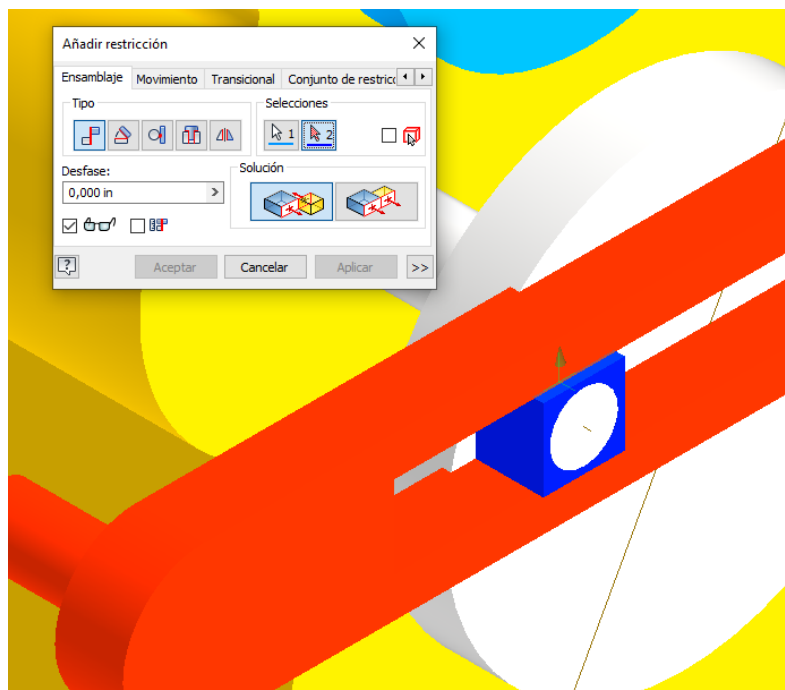 Añadir restricción
Ensamblaje Movimiento Transicional Conjunto de restricc
Tipo Selecciones
1 2
Desfase: Solución
0,000 in >
? Aceptar Cancelar Aplicar >>